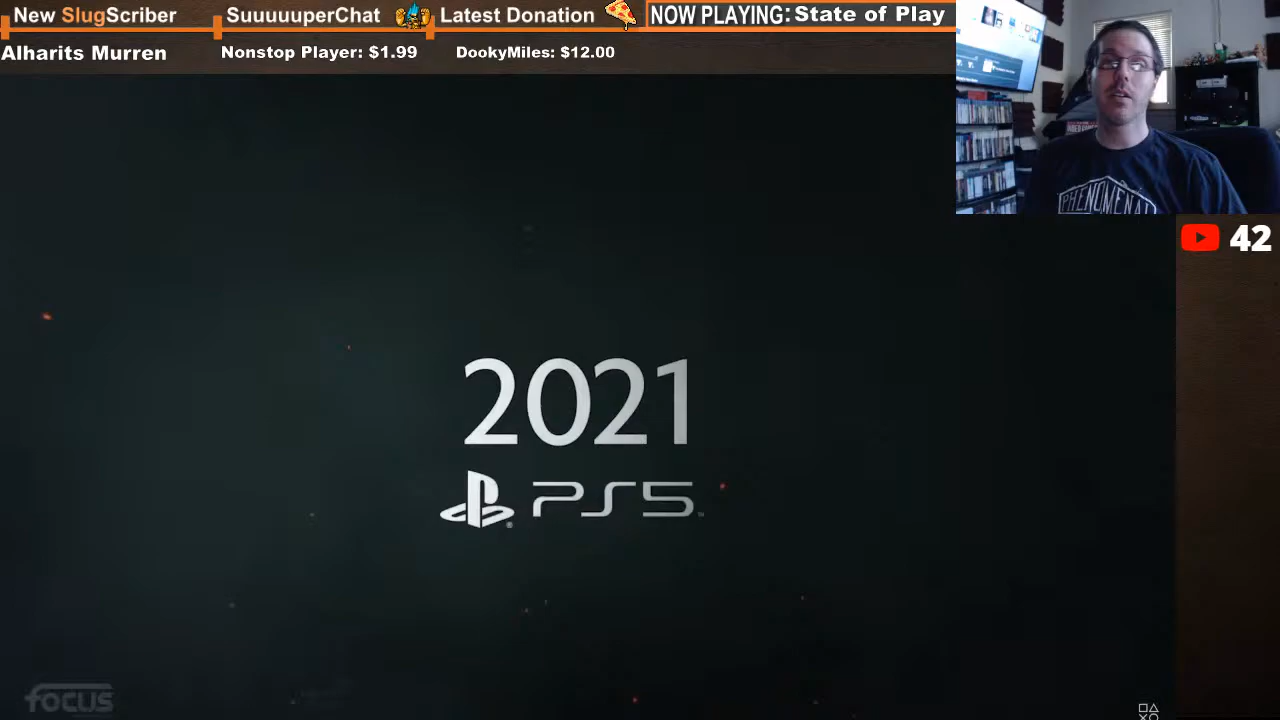 New SlugScriber
SuuuuuperChat
Latest Donation
NOW PLAYING: State of Play
Alharits Murren
Nonstop Player: $1.99
DookyMiles: $12.00
PHENOMENAL
42
2021
PS5
focus